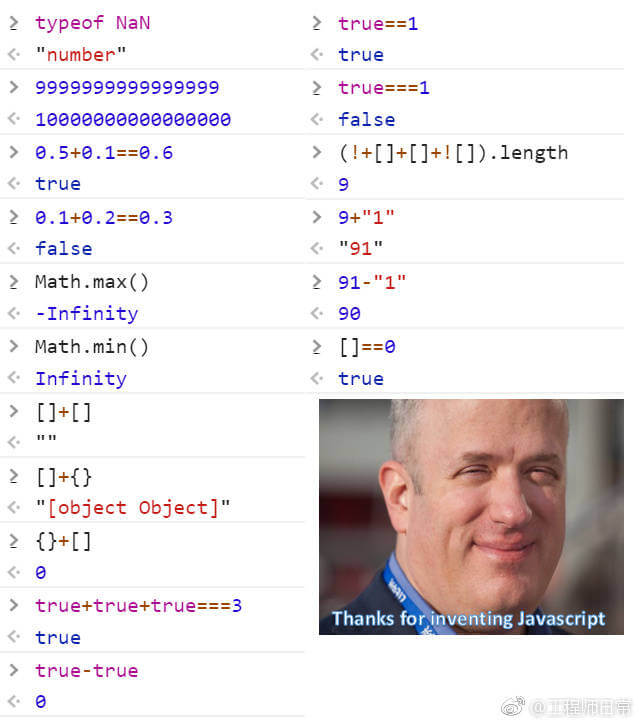 typeof NaN
"number"
9999999999999999
10000000000000000
0.5+0.1==0.6
true
0.1+0.2==0.3
false
Math.max()
-Infinity
Math.min()
Infinity
[]+[]
""
[]+{}
"[object Object]"
{}+[]
0
true+true+true===3
true
true-true
0
true==1
true
true===1
false
(!+[]+[]+![]).length
9
9+"1"
"91"
91-"1"
90
[]==0
true
Thanks for inventing Javascript
@工程师日常